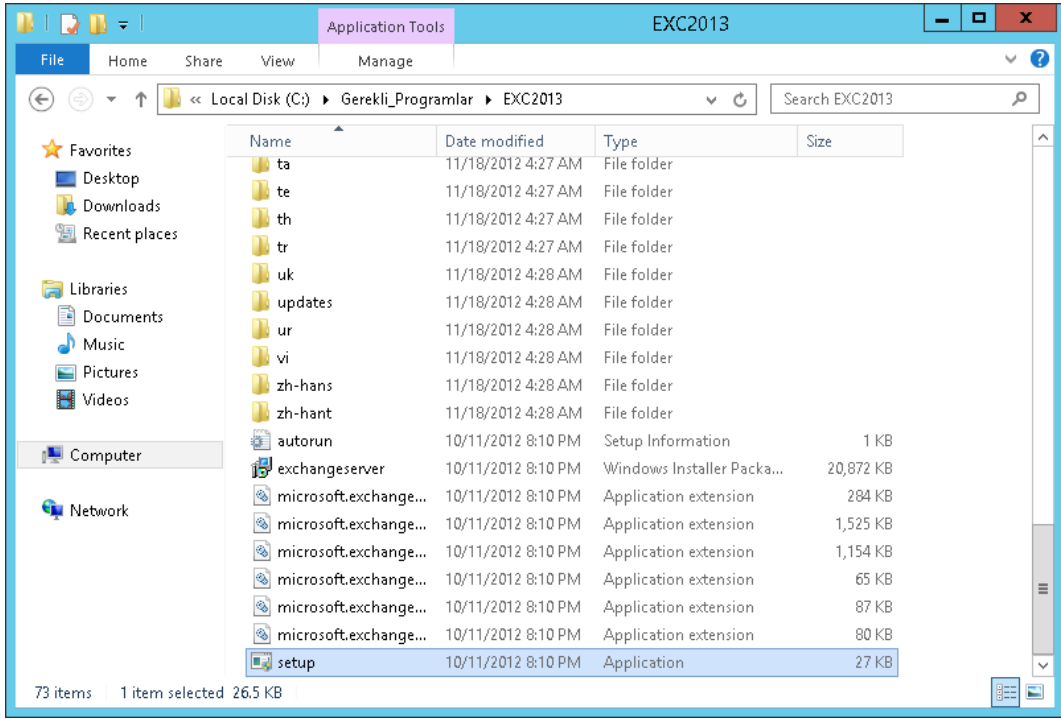 Application Tools EXC2013
File Home Share View Manage
« Local Disk (C:) Gerekli_Programlar EXC2013 Search EXC2013
Favorites
Desktop
Downloads
Recent places
Libraries
Documents
Music
Pictures
Videos
Computer
Network
Name Date modified Type Size
ta 11/18/2012 4:27 AM File folder
te 11/18/2012 4:27 AM File folder
th 11/18/2012 4:27 AM File folder
tr 11/18/2012 4:27 AM File folder
uk 11/18/2012 4:28 AM File folder
updates 11/18/2012 4:28 AM File folder
ur 11/18/2012 4:28 AM File folder
vi 11/18/2012 4:28 AM File folder
zh-hans 11/18/2012 4:28 AM File folder
zh-hant 11/18/2012 4:28 AM File folder
autorun 10/11/2012 8:10 PM Setup Information 1 KB
exchangeserver 10/11/2012 8:10 PM Windows Installer Packa... 20,872 KB
microsoft.exchange... 10/11/2012 8:10 PM Application extension 284 KB
microsoft.exchange... 10/11/2012 8:10 PM Application extension 1,525 KB
microsoft.exchange... 10/11/2012 8:10 PM Application extension 1,154 KB
microsoft.exchange... 10/11/2012 8:10 PM Application extension 65 KB
microsoft.exchange... 10/11/2012 8:10 PM Application extension 87 KB
microsoft.exchange... 10/11/2012 8:10 PM Application extension 80 KB
setup 10/11/2012 8:10 PM Application 27 KB
73 items 1 item selected 26.5 KB